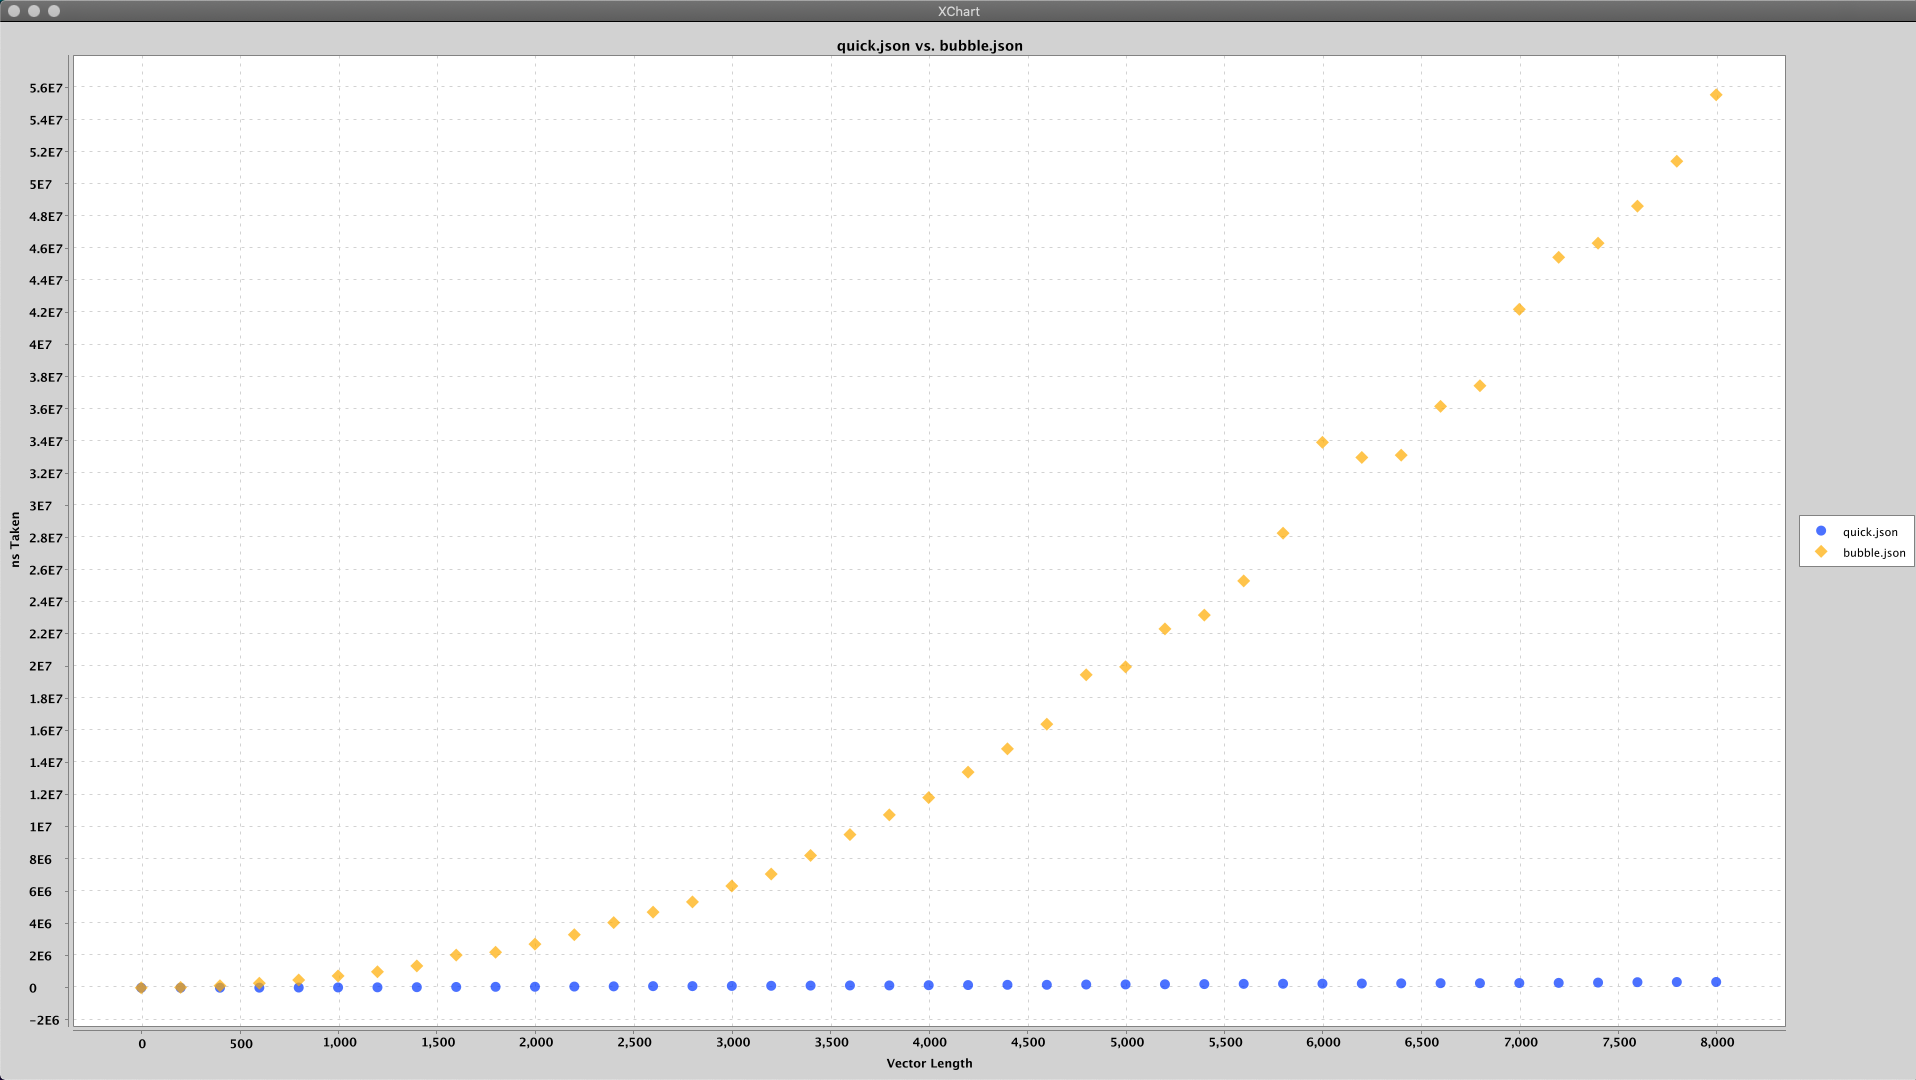 XChart
quick.json vs. bubble.json
5.6E7
5.4E7
5.2E7
5E7
4.8E7
4.6E7
4.4E7
4.2E7
4E7
3.8E7
3.6E7
3.4E7
3.2E7
3E7
2.8E7
2.6E7
2.4E7
2.2E7
2E7
1.8E7
1.6E7
1.4E7
1.2E7
1E7
8E6
6E6
4E6
2E6
0
-2E6
ns Taken
0 500 1,000 1,500 2,000 2,500 3,000 3,500 4,000 4,500 5,000 5,500 6,000 6,500 7,000 7,500 8,000
Vector Length
quick.json
bubble.json